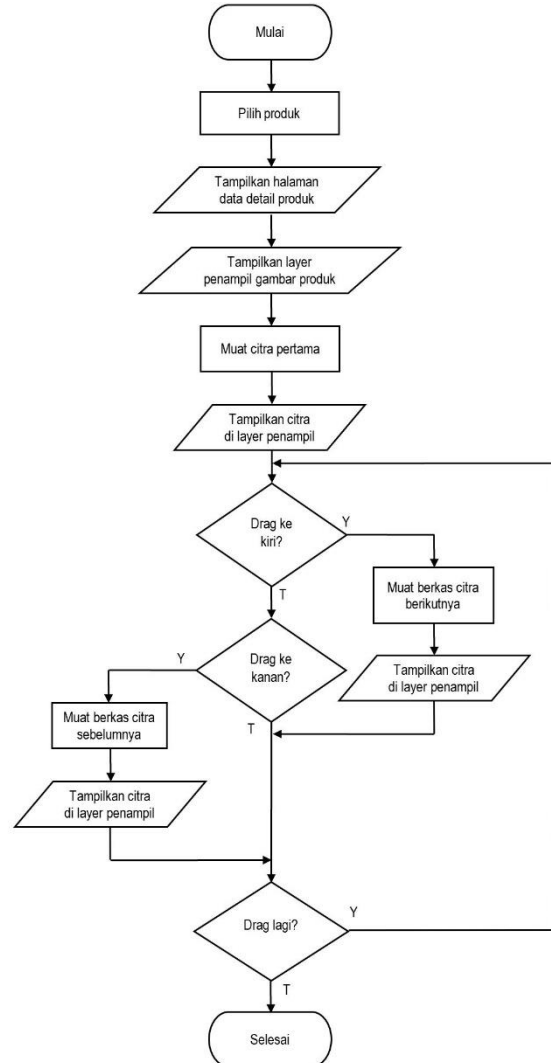 Mulai
Pilih produk
Tampilkan halaman
data detail produk
Tampilkan layer
penampil gambar produk
Muat citra pertama
Tampilkan citra
di layer penampil
Drag ke
kiri?
Y
T
Muat berkas citra
berikutnya
Tampilkan citra
di layer penampil
Drag ke
kanan?
Y
T
Muat berkas citra
sebelumnya
Tampilkan citra
di layer penampil
Drag lagi?
Y
T
Selesai